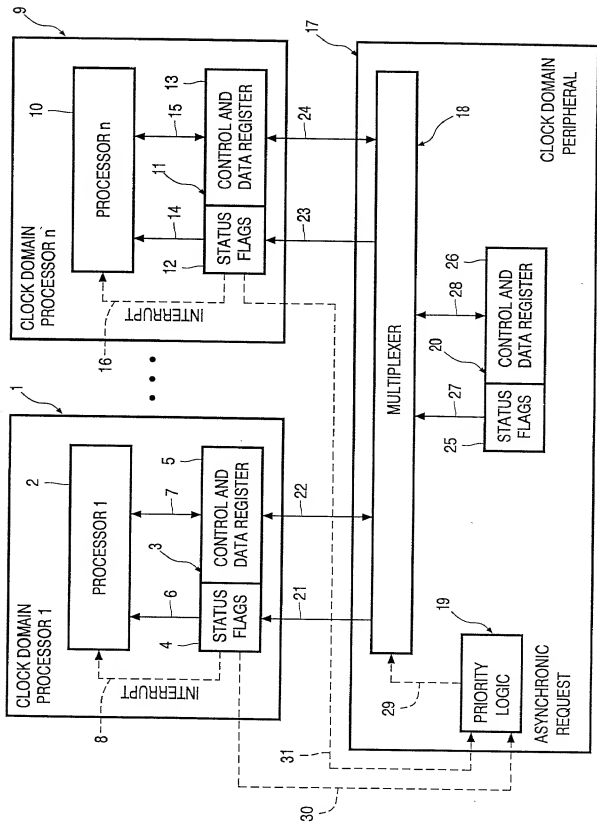 1
9
CLOCK DOMAIN
PROCESSOR 1
2
PROCESSOR 1
6
7
3
5
4
STATUS
FLAGS
CONTROL AND
DATA REGISTER
INTERRUPT
8
21
22
• • •
CLOCK DOMAIN
PROCESSOR n
10
PROCESSOR n
14
15
11
13
12
STATUS
FLAGS
CONTROL AND
DATA REGISTER
INTERRUPT
16
23
24
17
MULTIPLEXER
18
27
28
20
25
26
STATUS
FLAGS
CONTROL AND
DATA REGISTER
29
19
PRIORITY
LOGIC
ASYNCHRONIC
REQUEST
CLOCK DOMAIN
PERIPHERAL
31
30